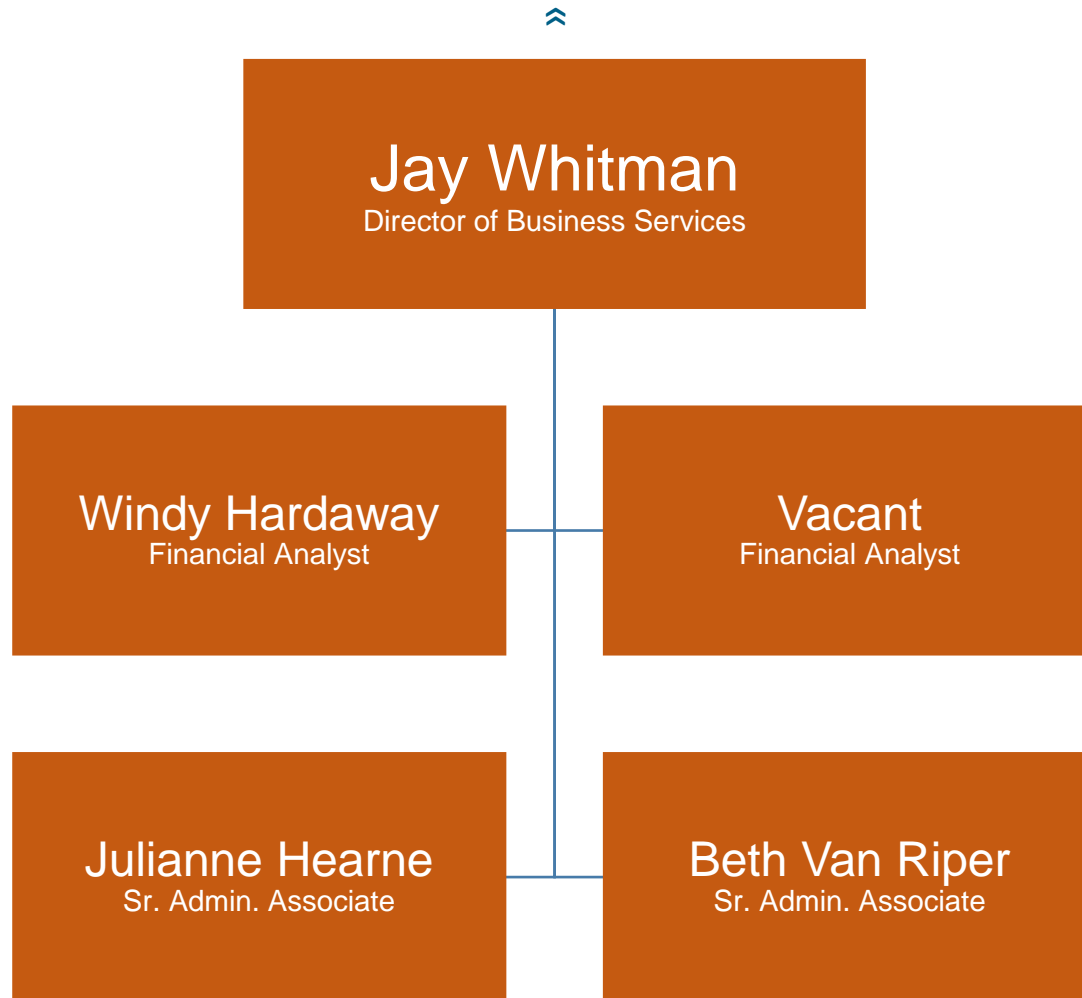 Jay Whitman
Director of Business Services
Windy Hardaway
Financial Analyst
Vacant
Financial Analyst
Julianne Hearne
Sr. Admin. Associate
Beth Van Riper
Sr. Admin. Associate